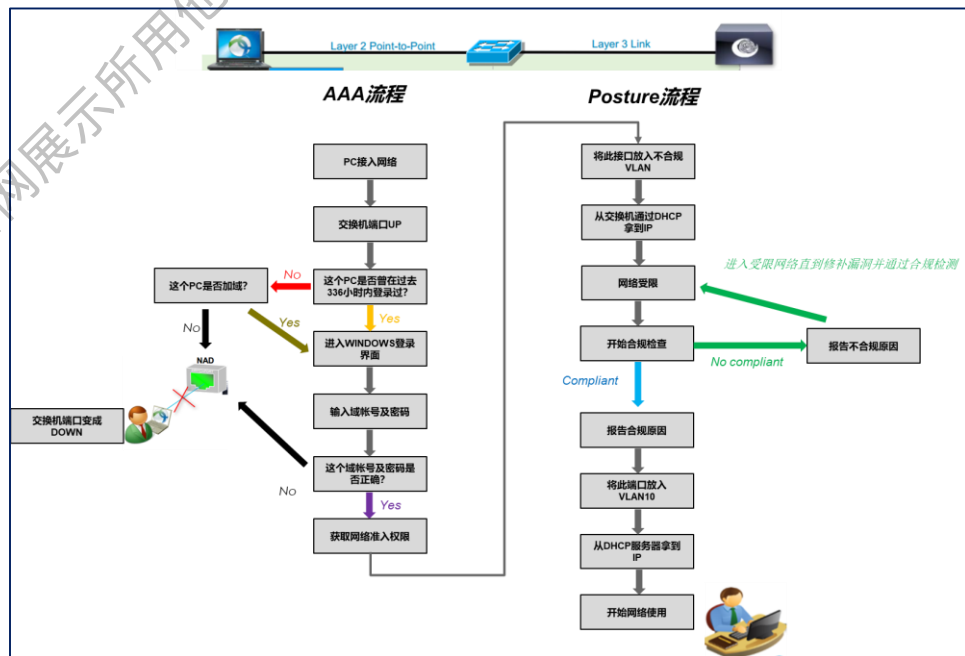 Layer 2 Point-to-Point
Layer 3 Link
AAA流程
PC接入网络
交换机端口UP
这个PC是否曾在过去
336小时内登录过?
No
这个PC是否加域?
Yes
Yes
No
NAD
进入WINDOWS登录
界面
输入域帐号及密码
交换机端口变成
DOWN
这个域帐号及密码是
否正确?
No
Yes
获取网络准入权限
Posture流程
将此接口放入不合规
VLAN
从交换机通过DHCP
拿到IP
网络受限
进入受限网络直到修补漏洞并通过合规检测
开始合规检查
No compliant
报告不合规原因
Compliant
报告合规原因
将此端口放入
VLAN10
从DHCP服务器拿到
IP
开始网络使用
网展示所用他